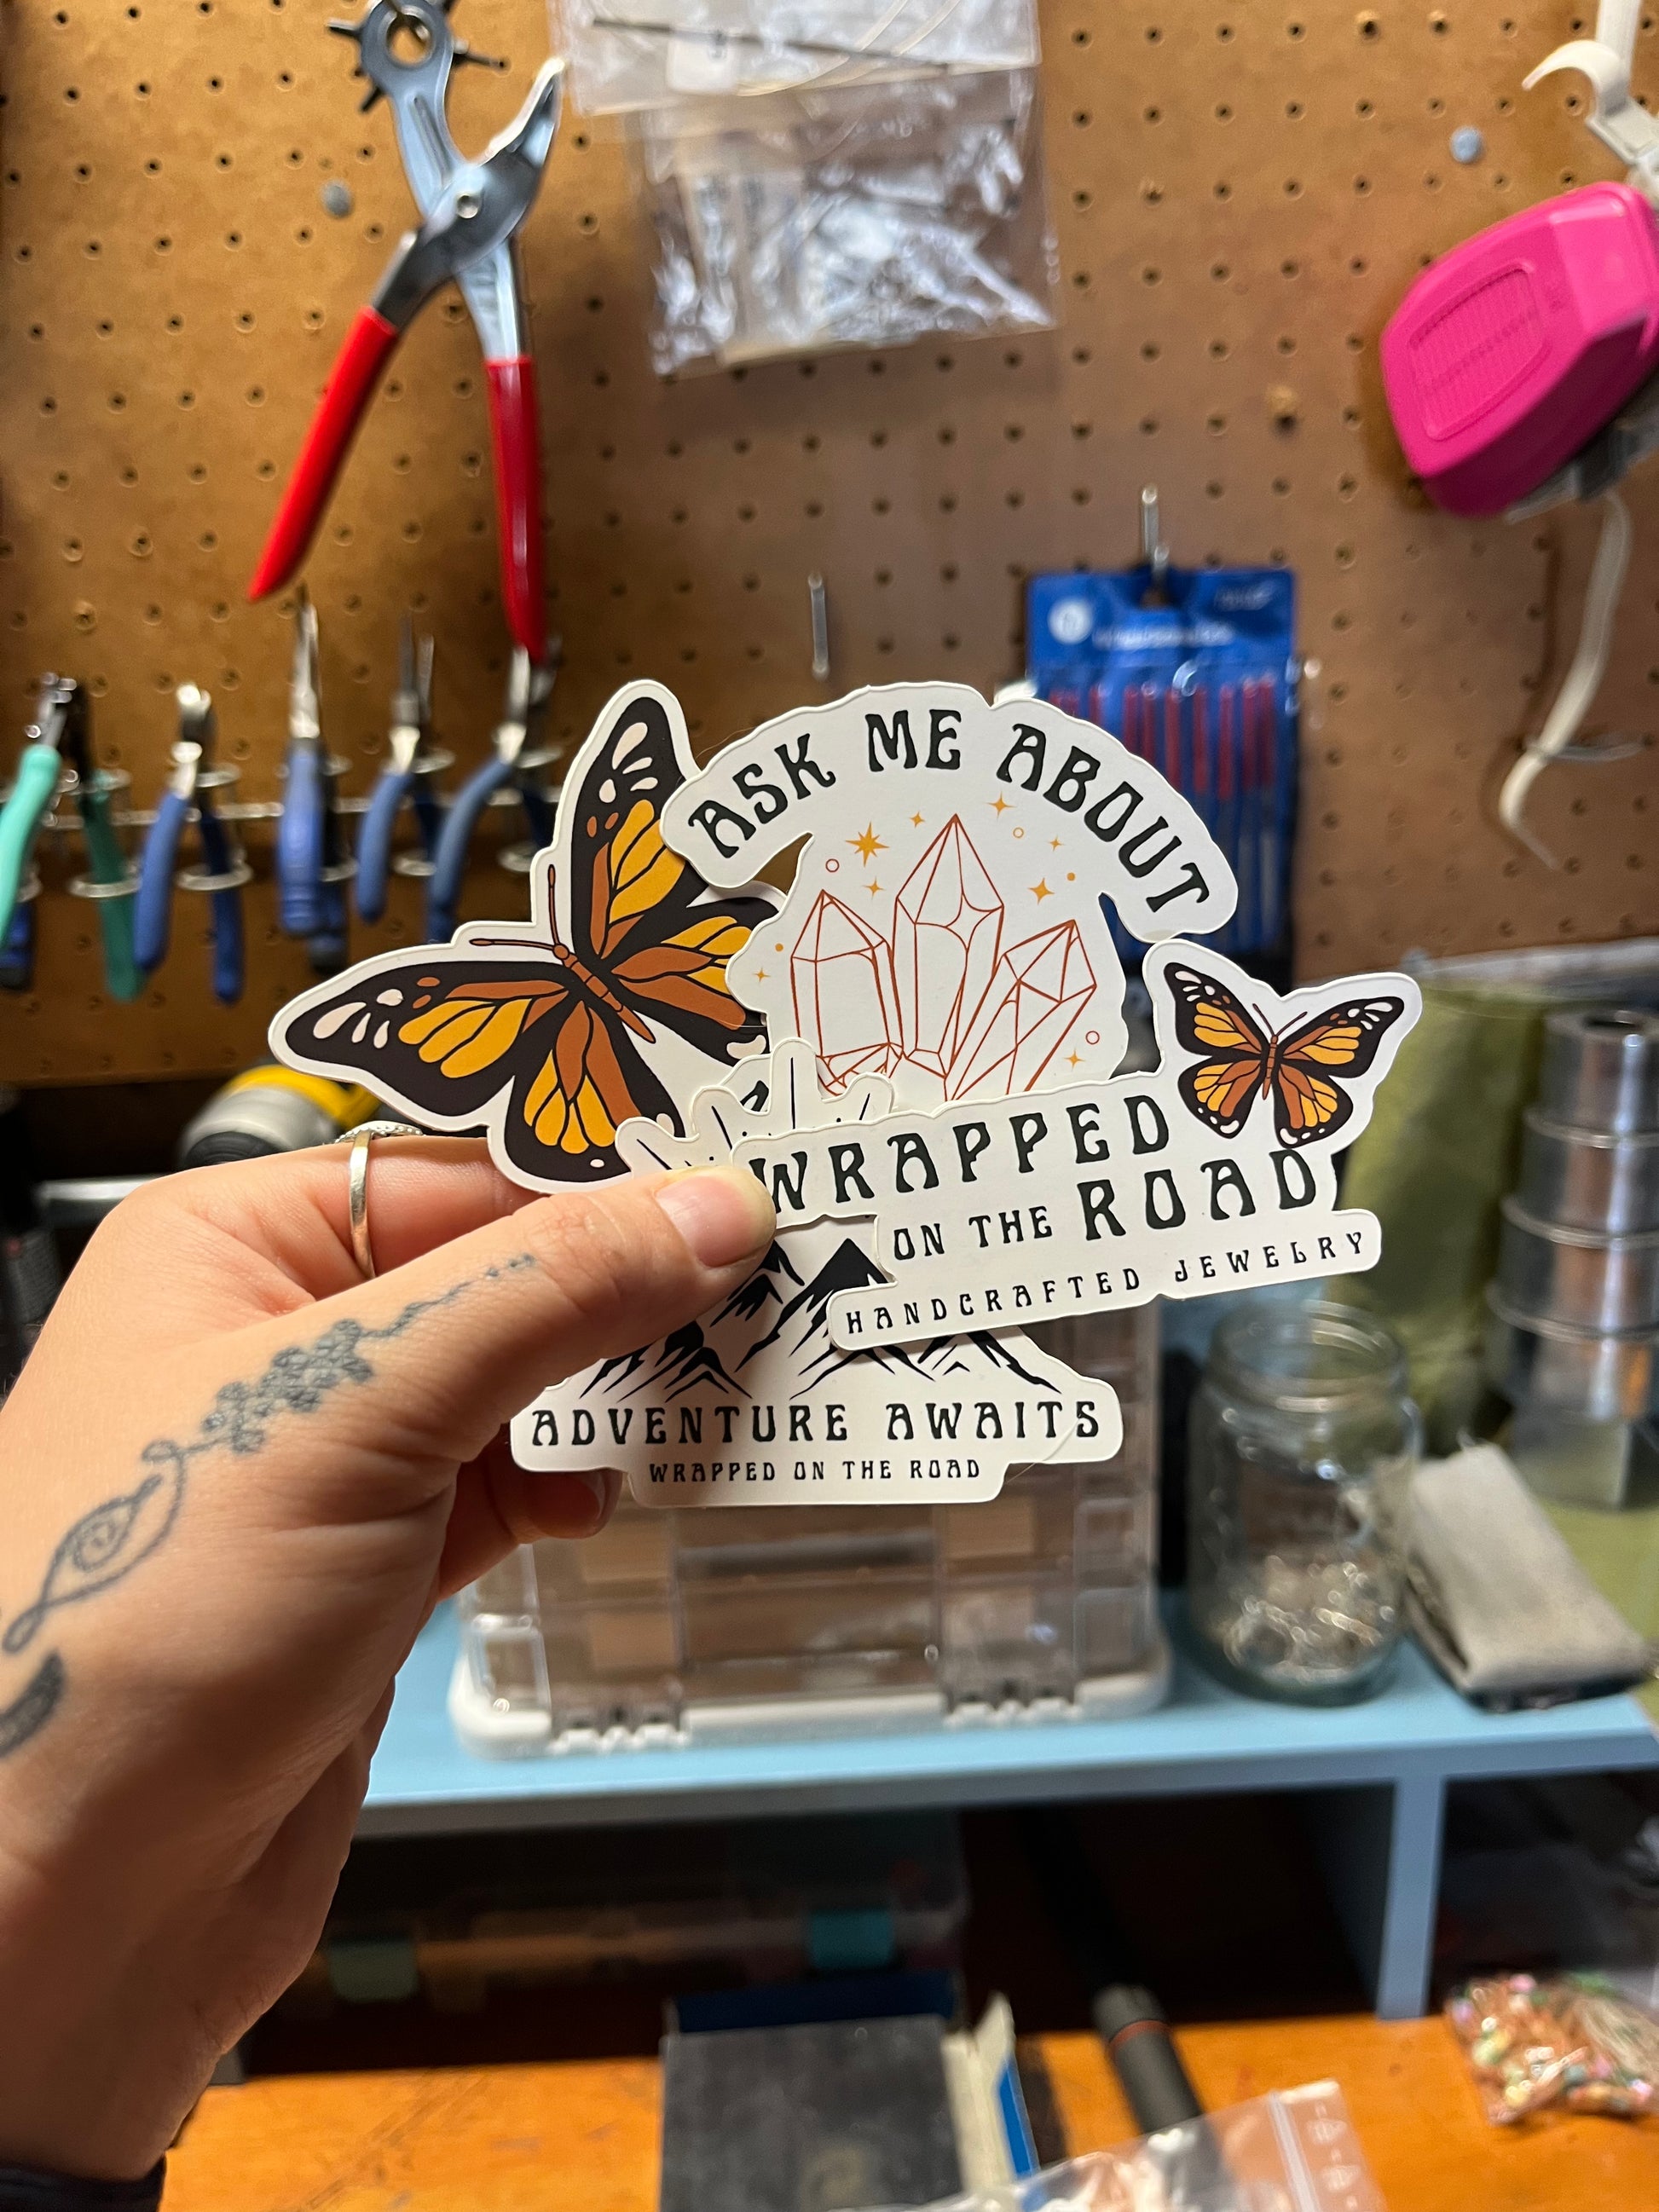 ASK ME ABOUT
WRAPPED
ON THE ROAD
HANDCRAFTED JEWELRY
ADVENTURE AWAITS
WRAPPED ON THE ROAD